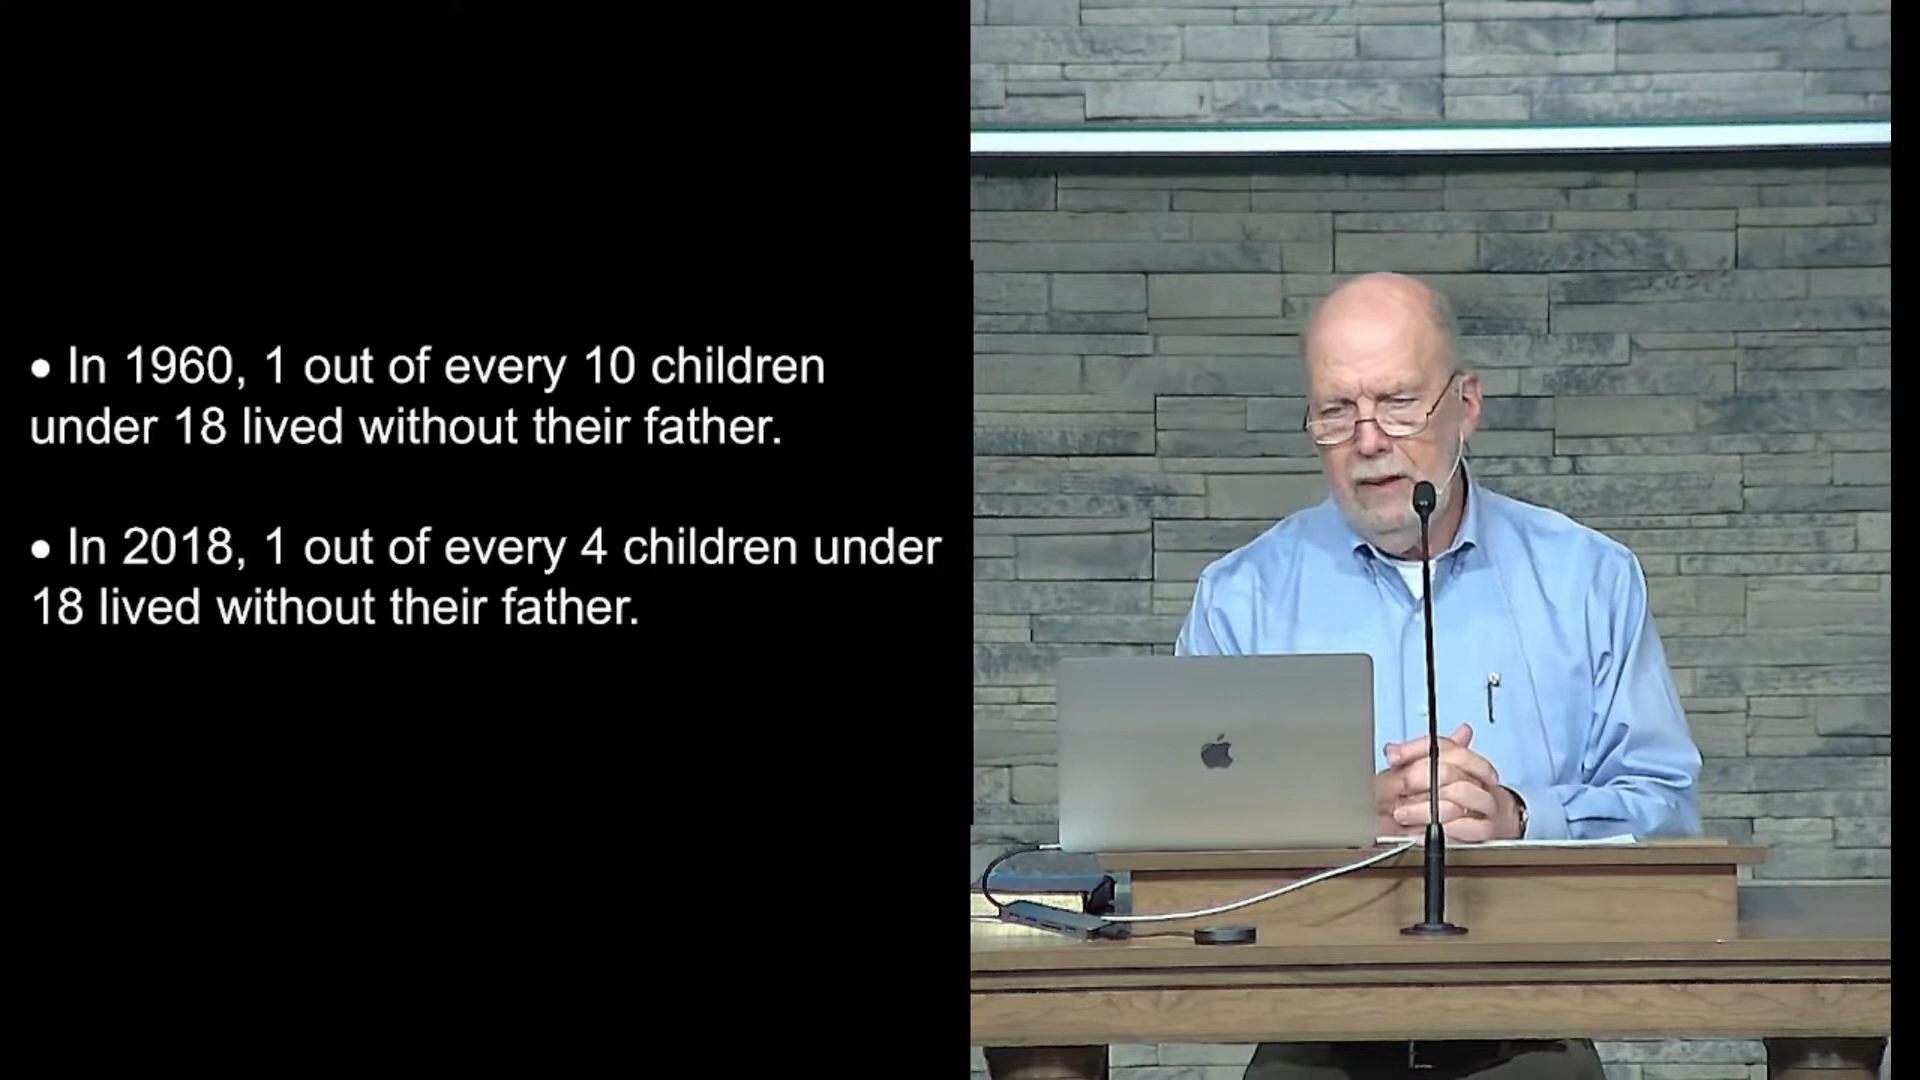 • In 1960, 1 out of every 10 children
under 18 lived without their father.
• In 2018, 1 out of every 4 children under
18 lived without their father.